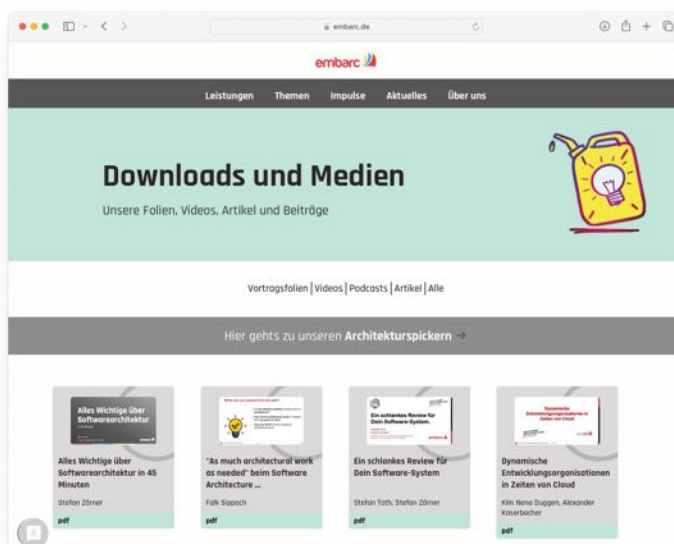 embarc.de
embarc
Leistungen Themen Impulse Aktuelles Über uns
Downloads und Medien
Unsere Folien, Videos, Artikel und Beiträge
Vortragsfolien | Videos | Podcasts | Artikel | Alle
Hier gehts zu unseren Architekturspickern →
Alles Wichtige über
Softwarearchitektur
Alles Wichtige über
Softwarearchitektur in 45
Minuten
Stefan Zörner
pdf
"As much architectural work
as needed" beim Software
Architecture ...
Falk Sippach
pdf
Ein schlankes Review für
Dein Software-System.
embarc
Ein schlankes Review für
Dein Software-System
Stefan Toth, Stefan Zörner
pdf
Dynamische
Entwicklungsorganisationen
in Zeiten von Cloud
Dynamische
Entwicklungsorganisationen
in Zeiten von Cloud
Kim Nena Duggen, Alexander
Kaserbacher
pdf